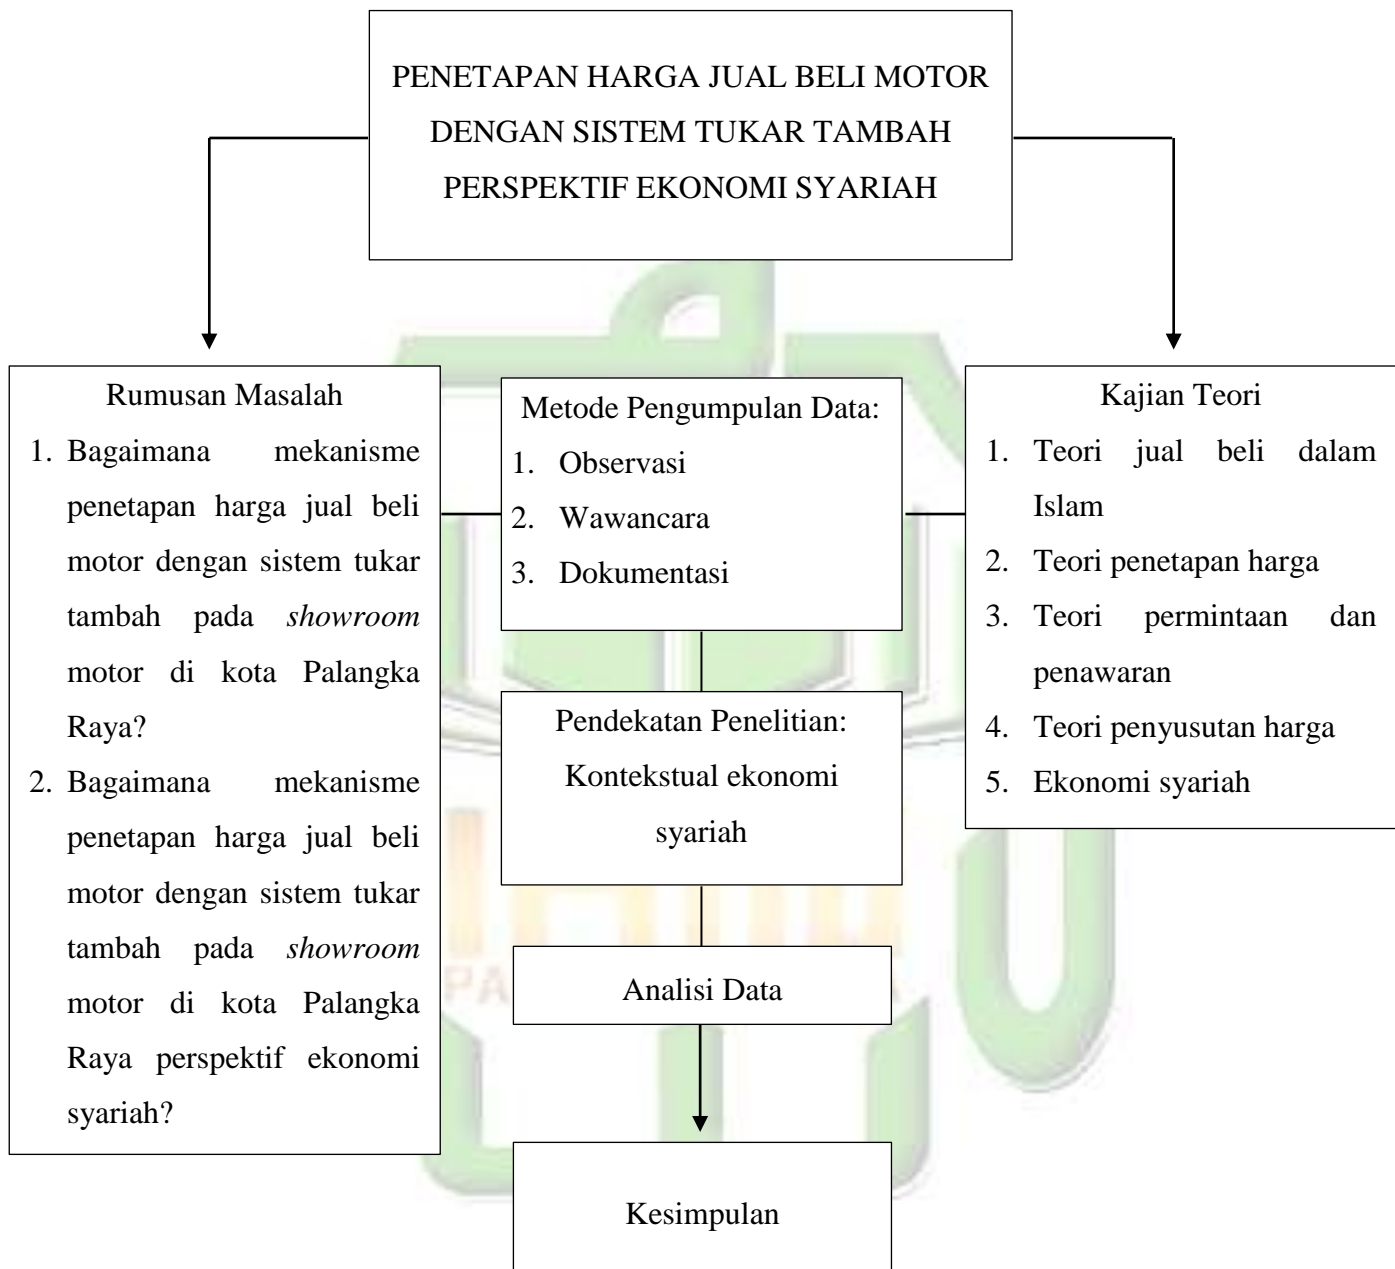 PENETAPAN HARGA JUAL BELI MOTOR
DENGAN SISTEM TUKAR TAMBAH
PERSPEKTIF EKONOMI SYARIAH
Rumusan Masalah
1. Bagaimana mekanisme
penetapan harga jual beli
motor dengan sistem tukar
tambah pada showroom
motor di kota Palangka
Raya?
2. Bagaimana mekanisme
penetapan harga jual beli
motor dengan sistem tukar
tambah pada showroom
motor di kota Palangka
Raya perspektif ekonomi
syariah?
Metode Pengumpulan Data:
1. Observasi
2. Wawancara
3. Dokumentasi
Pendekatan Penelitian:
Kontekstual ekonomi
syariah
Analisi Data
Kesimpulan
Kajian Teori
1. Teori jual beli dalam
Islam
2. Teori penetapan harga
3. Teori permintaan dan
penawaran
4. Teori penyusutan harga
5. Ekonomi syariah